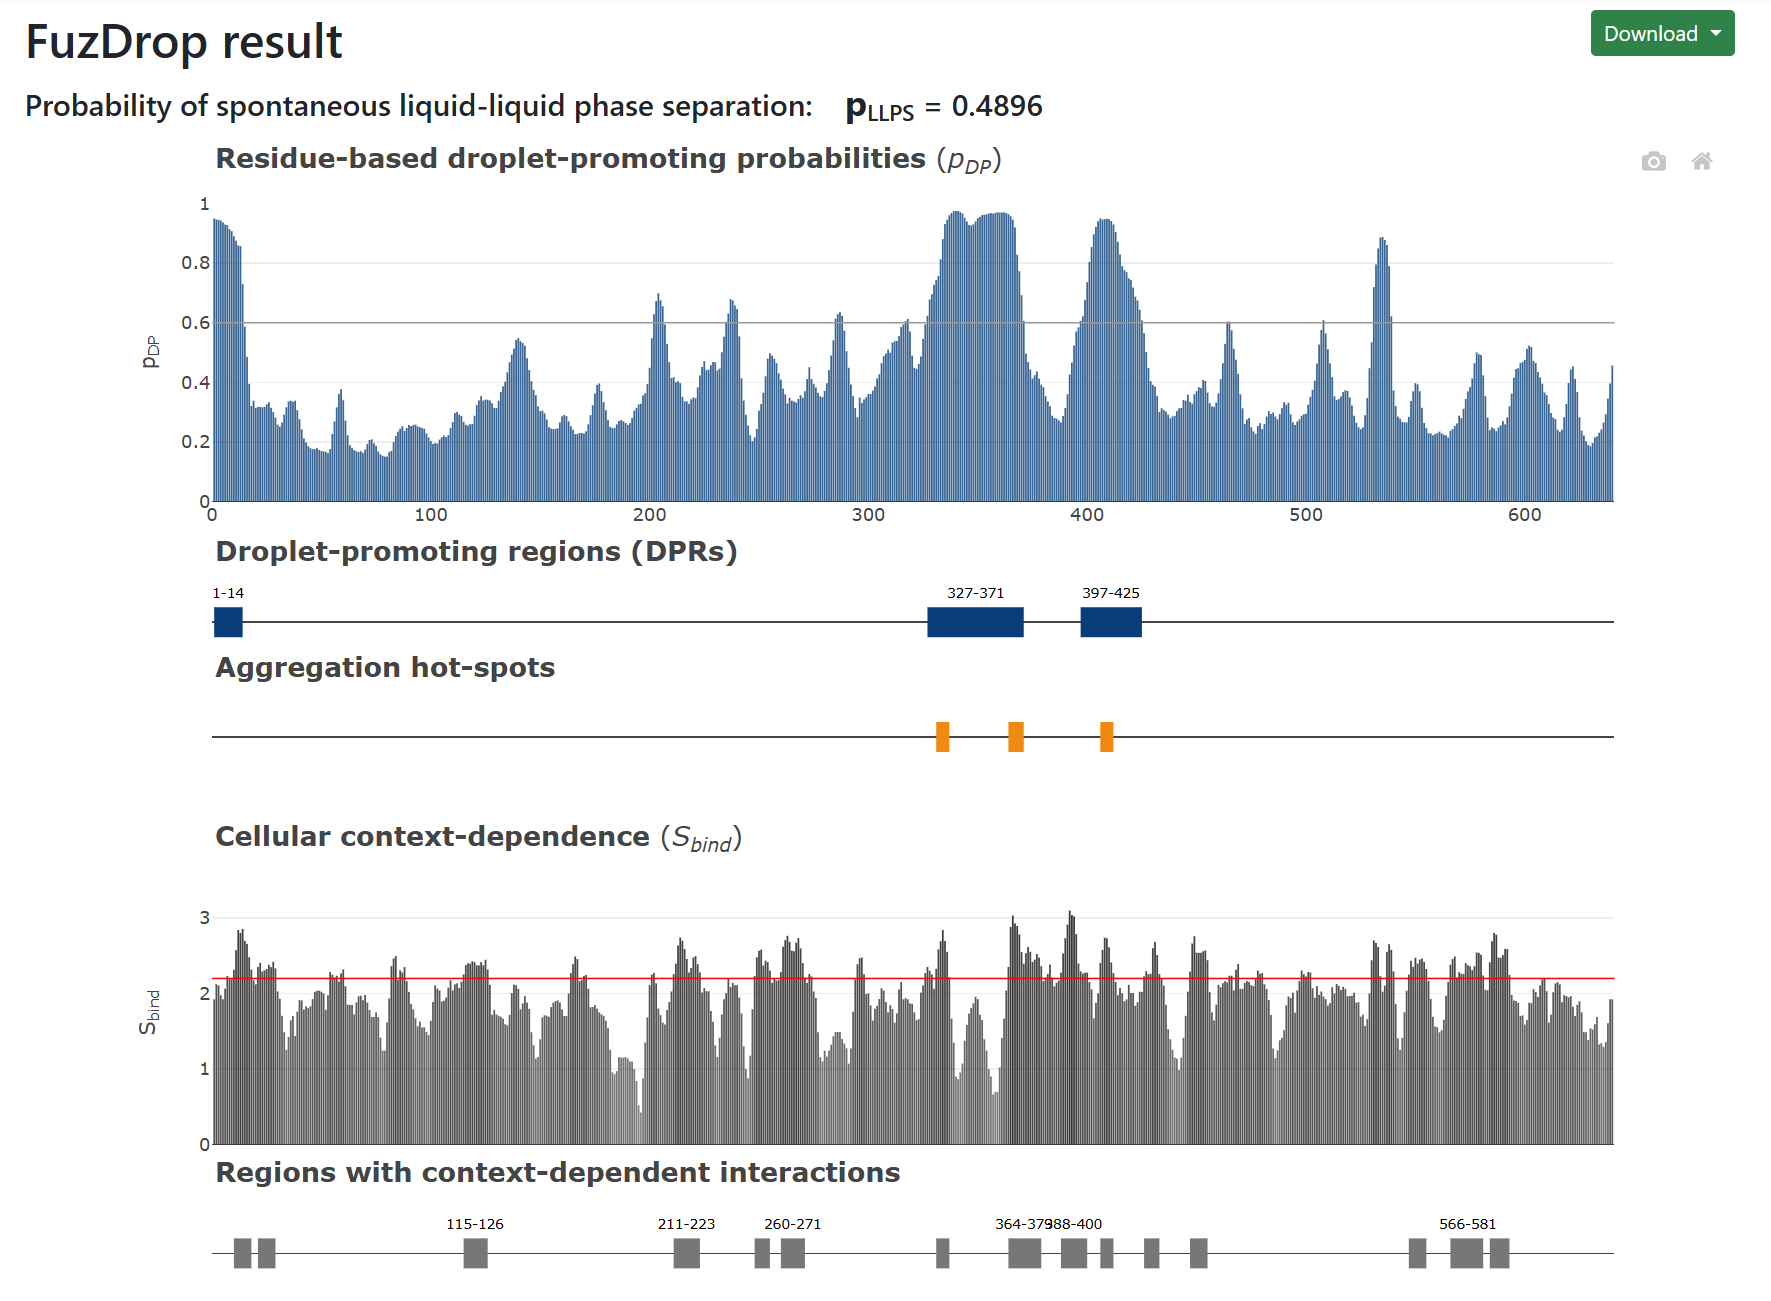 FuzDrop result
Download
Probability of spontaneous liquid-liquid phase separation: pLLPS = 0.4896
Residue-based droplet-promoting probabilities (pDP)
1
0.8
0.6
0.4
0.2
0
pDP
0 100 200 300 400 500 600
Droplet-promoting regions (DPRs)
1-14 327-371 397-425
Aggregation hot-spots
Cellular context-dependence (Sbind)
3
2
1
0
Sbind
Regions with context-dependent interactions
115-126 211-223 260-271 364-379 388-400 566-581